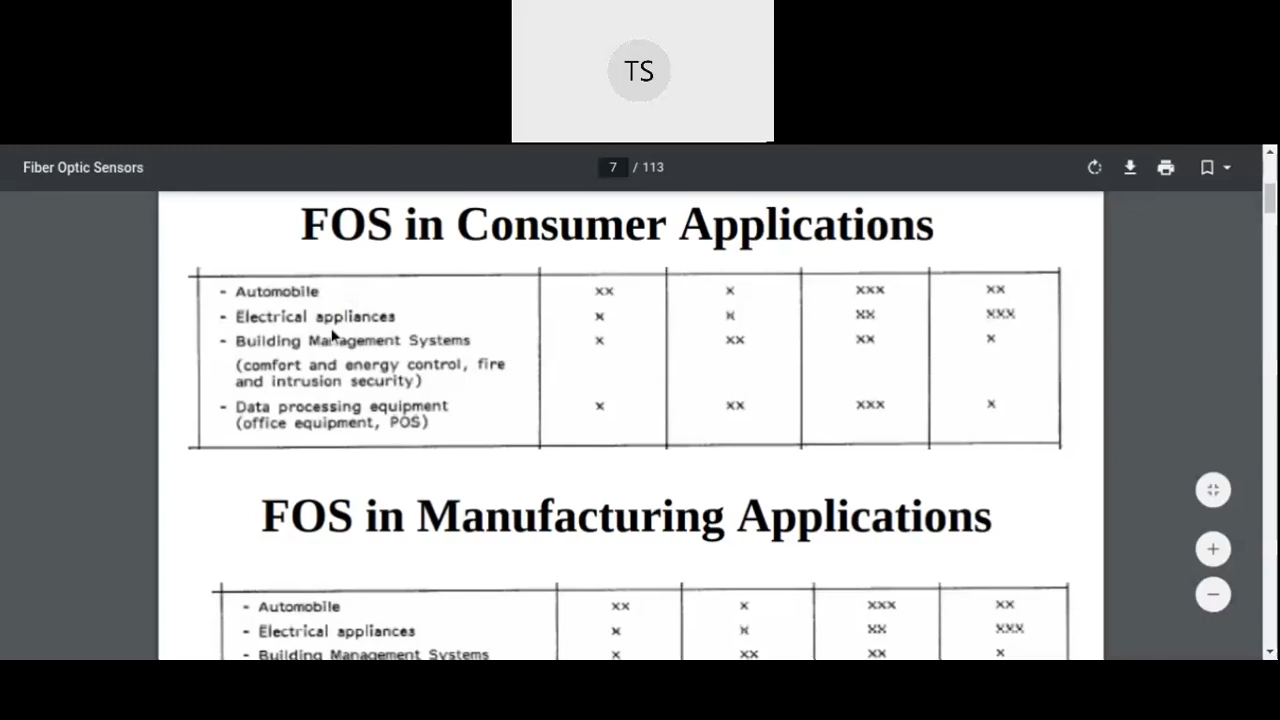 TS
Fiber Optic Sensors
7 / 113
FOS in Consumer Applications
- Automobile xx x xxx xx
- Electrical appliances x x xx xxx
- Building Management Systems x xx xx x
(comfort and energy control, fire
and intrusion security)
- Data processing equipment x xx xxx x
(office equipment, POS)
FOS in Manufacturing Applications
- Automobile xx x xxx xx
- Electrical appliances x x xx xxx
- Building Management Systems x xx xx x